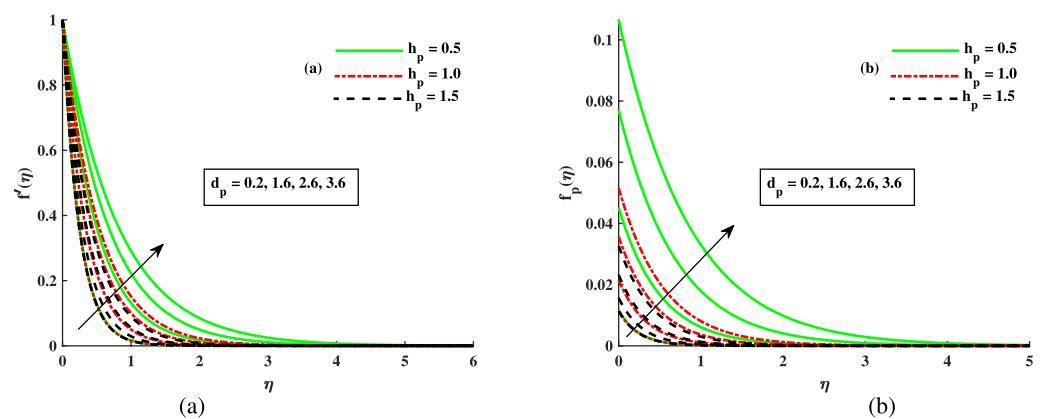 1
0.8
0.6
0.4
0.2
0
f′(η)
0 1 2 3 4 5 6
η
(a)
h_p = 0.5
h_p = 1.0
h_p = 1.5
d_p = 0.2, 1.6, 2.6, 3.6
(a)
0.1
0.08
0.06
0.04
0.02
0
f_p(η)
0 1 2 3 4 5
η
(b)
h_p = 0.5
h_p = 1.0
h_p = 1.5
d_p = 0.2, 1.6, 2.6, 3.6
(b)